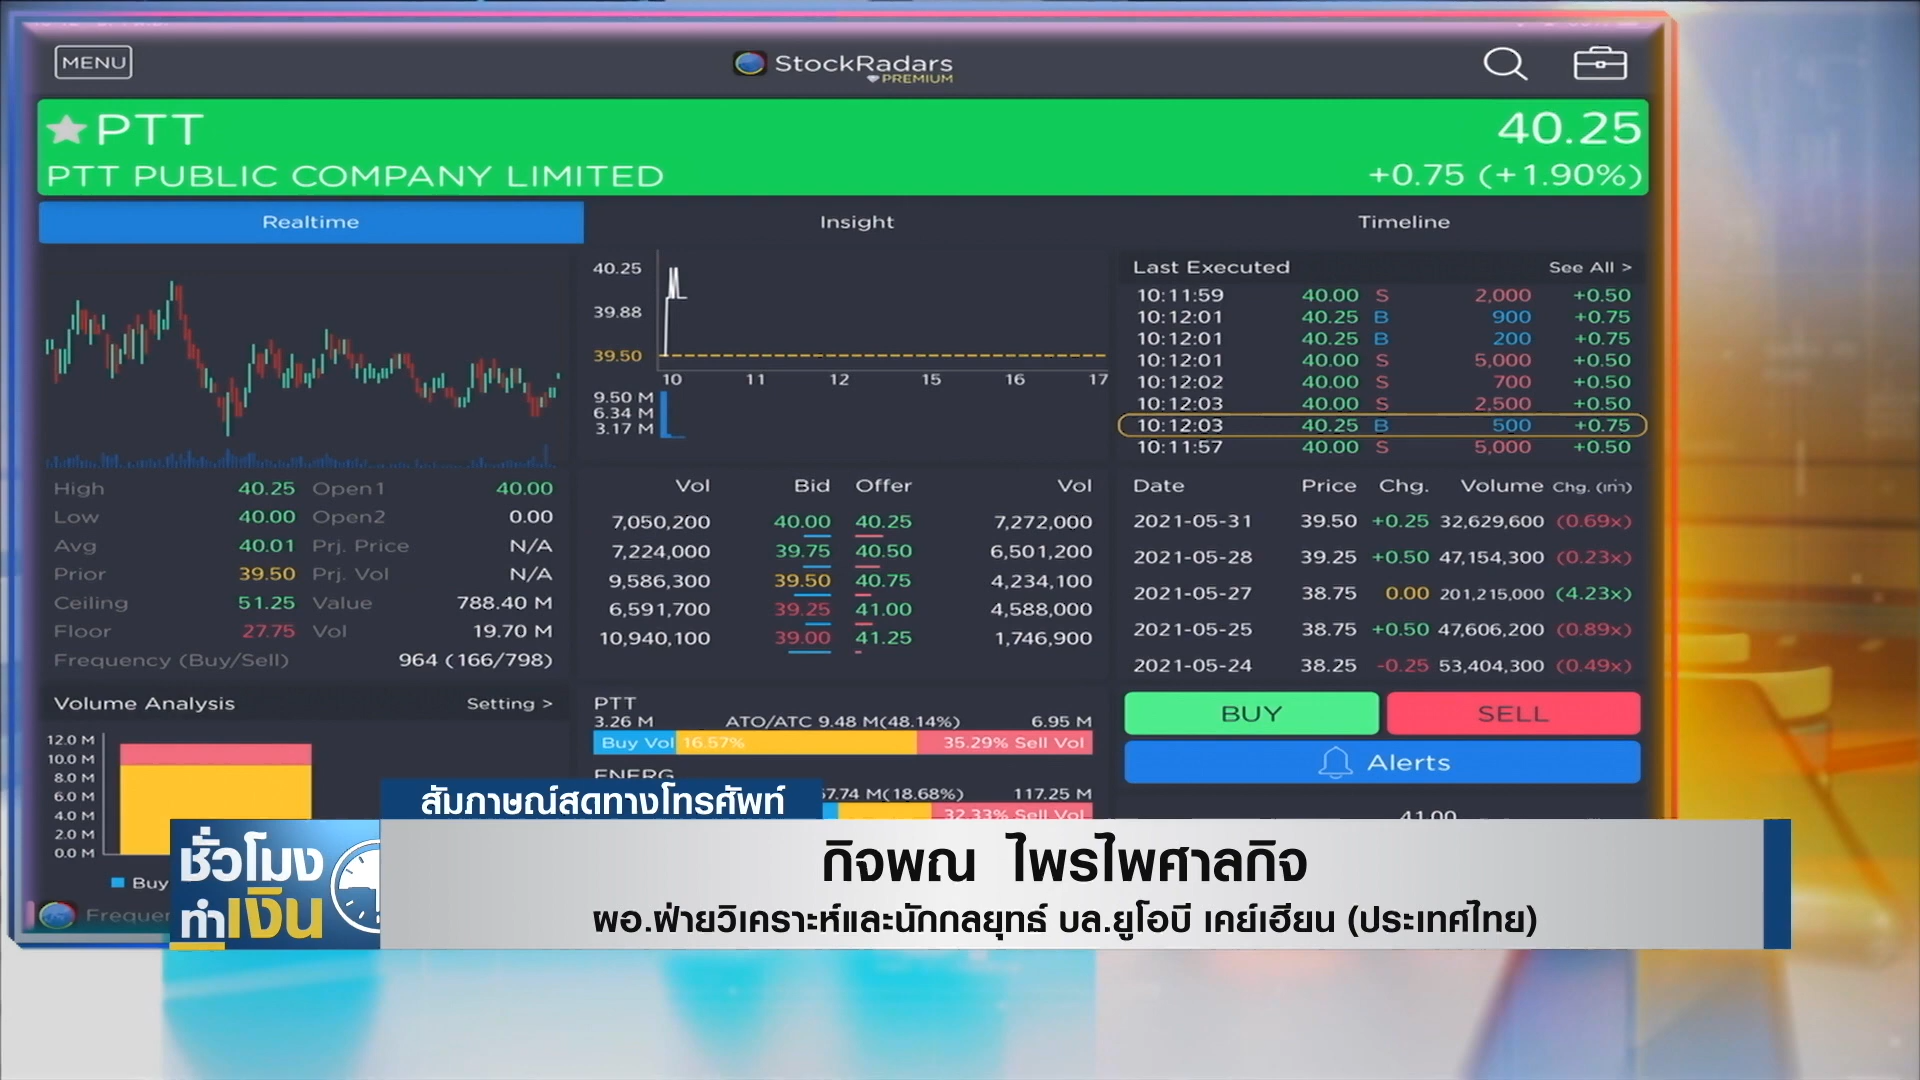 MENU
StockRadars
PREMIUM
PTT
40.25
PTT PUBLIC COMPANY LIMITED
+0.75 (+1.90%)
Realtime
Insight
Timeline
40.25
39.88
39.50
10 11 12 15 16 17
9.50 M
6.34 M
3.17 M
Last Executed See All >
10:11:59 40.00 S 2,000 +0.50
10:12:01 40.25 B 900 +0.75
10:12:01 40.25 B 200 +0.75
10:12:01 40.00 S 5,000 +0.50
10:12:02 40.00 S 700 +0.50
10:12:03 40.00 S 2,500 +0.50
10:12:03 40.25 B 500 +0.75
10:11:57 40.00 S 5,000 +0.50
High 40.25 Open1 40.00
Low 40.00 Open2 0.00
Avg 40.01 Prj. Price N/A
Prior 39.50 Prj. Vol N/A
Ceiling 51.25 Value 788.40 M
Floor 27.75 Vol 19.70 M
Frequency (Buy/Sell) 964 (166/798)
Vol Bid Offer Vol
7,050,200 40.00 40.25 7,272,000
7,224,000 39.75 40.50 6,501,200
9,586,300 39.50 40.75 4,234,100
6,591,700 39.25 41.00 4,588,000
10,940,100 39.00 41.25 1,746,900
Date Price Chg. Volume Chg. (เท่า)
2021-05-31 39.50 +0.25 32,629,600 (0.69x)
2021-05-28 39.25 +0.50 47,154,300 (0.23x)
2021-05-27 38.75 0.00 201,215,000 (4.23x)
2021-05-25 38.75 +0.50 47,606,200 (0.89x)
2021-05-24 38.25 -0.25 53,404,300 (0.49x)
Volume Analysis Setting >
12.0 M
10.0 M
8.0 M
6.0 M
4.0 M
2.0 M
0.0 M
Buy
PTT
3.26 M ATO/ATC 9.48 M(48.14%) 6.95 M
Buy Vol 16.57% 35.29% Sell Vol
ENERG
57.74 M(18.68%) 117.25 M
32.33% Sell Vol
BUY
SELL
Alerts
41.00
สัมภาษณ์สดทางโทรศัพท์
ชั่วโมง
ทำเงิน
กิจพณ ไพรไพศาลกิจ
ผอ.ฝ่ายวิเคราะห์และนักกลยุทธ์ บล.ยูโอบี เคย์เฮียน (ประเทศไทย)